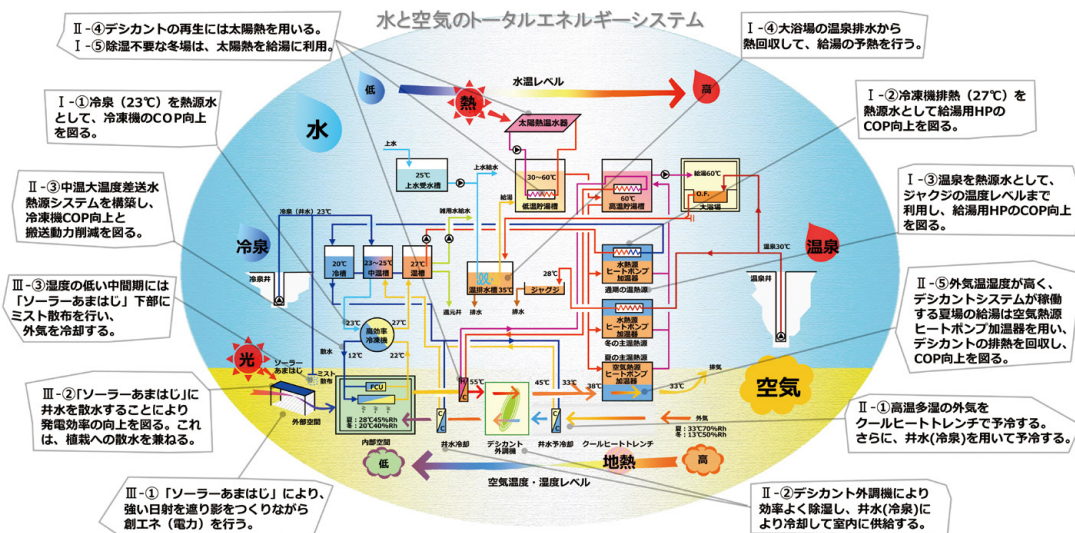 水と空気のトータルエネルギーシステム
Ⅱ-④デシカントの再生には太陽熱を用いる。
Ⅰ-⑤除湿不要な冬場は、太陽熱を給湯に利用。
Ⅰ-④大浴場の温泉排水から
熱回収して、給湯の予熱を行う。
Ⅰ-①冷泉（23℃）を熱源水
として、冷凍機のCOP向上
を図る。
Ⅰ-②冷凍機排熱（27℃）を
熱源水として給湯用HPの
COP向上を図る。
Ⅱ-③中温大温度差送水
熱源システムを構築し、
冷凍機COP向上と
搬送動力削減を図る。
Ⅰ-③温泉を熱源水として、
ジャクジの温度レベルまで
利用し、給湯用HPのCOP向上
を図る。
Ⅲ-③湿度の低い中間期には
「ソーラーあまはじ」下部に
ミスト散布を行い、
外気を冷却する。
Ⅱ-⑤外気温湿度が高く、
デシカントシステムが稼働
する夏場の給湯は空気熱源
ヒートポンプ加温器を用い、
デシカントの排熱を回収し、
COP向上を図る。
Ⅲ-②「ソーラーあまはじ」に
井水を散水することにより
発電効率の向上を図る。これ
は、植栽への散水を兼ねる。
Ⅱ-①高温多湿の外気を
クールヒートトレンチで予冷する。
さらに、井水(冷泉)を用いて予冷する。
Ⅲ-①「ソーラーあまはじ」により、
強い日射を遮り影をつくりながら
創エネ（電力）を行う。
Ⅱ-②デシカント外調機により
効率よく除湿し、井水(冷泉)に
より冷却して室内に供給する。
水温レベル
低
熱
高
水
太陽熱温水器
上水
25℃
上水受水槽
上水給水
給湯
30～60℃
低温貯湯槽
60℃
高温貯湯槽
給湯60℃
O.F.
大浴場
雑用水給水
冷泉（井水）23℃
冷泉
冷泉井
20℃
冷槽
23～25℃
中温槽
27℃
温槽
温排水槽 35℃
28℃
ジャクジ
還元井
排水
排水
水熱源
ヒートポンプ
加温器
通期の温熱源
水熱源
ヒートポンプ
加温器
冬の主温熱源
夏の主温熱源
空気熱源
ヒートポンプ
加温器
温泉30℃
温泉
温泉井
23℃
27℃
高効率
冷凍機
12℃
22℃
散水
光
ソーラー
あまはじ
ミスト
散布
外部空間
FCU
夏：28℃45%Rh
冬：20℃40%Rh
内部空間
55℃
45℃
33℃
38℃
33℃
排気
空気
外気
夏：33℃70%Rh
冬：13℃50%Rh
井水冷却
デシカント
外調機
井水予冷却
クールヒートトレンチ
低
地熱
高
空気温度・湿度レベル